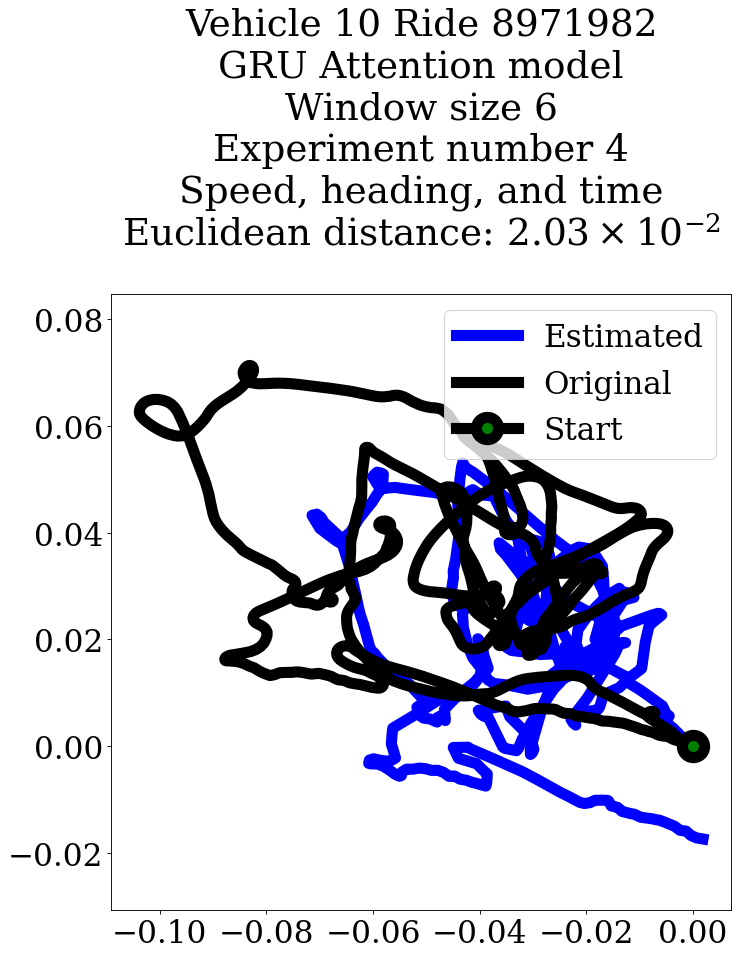 Vehicle 10 Ride 8971982
GRU Attention model
Window size 6
Experiment number 4
Speed, heading, and time
Euclidean distance: 2.03 × 10⁻²
Estimated
Original
Start
0.08
0.06
0.04
0.02
0.00
−0.02
−0.10 −0.08 −0.06 −0.04 −0.02 0.00